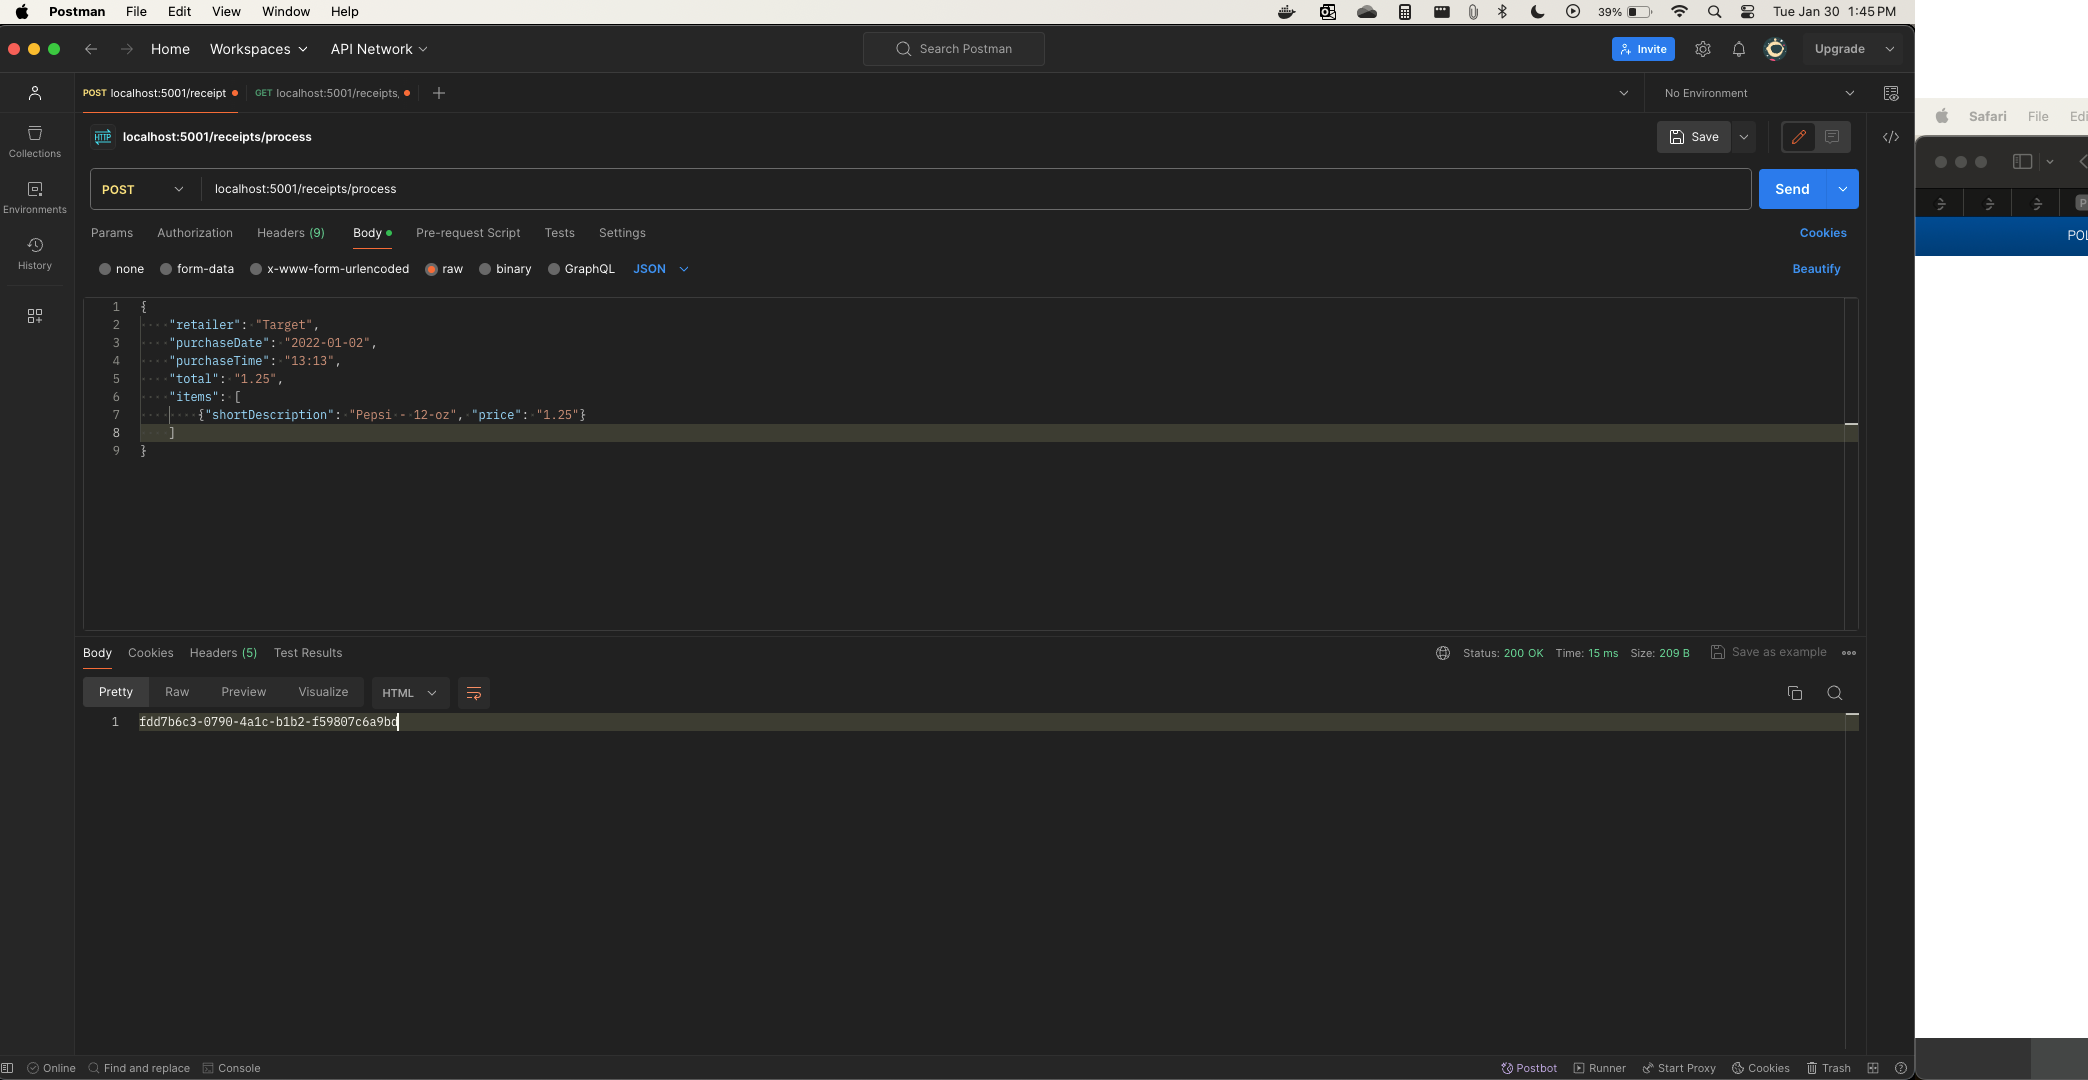 Postman File Edit View Window Help 39% Tue Jan 30 1:45 PM
Home Workspaces API Network Search Postman Invite Upgrade
POST localhost:5001/receipt GET localhost:5001/receipts, No Environment
Safari File Edi
HTTP localhost:5001/receipts/process Save
Collections
POST localhost:5001/receipts/process Send
Environments
P
Params Authorization Headers (9) Body Pre-request Script Tests Settings Cookies
POL
History
none form-data x-www-form-urlencoded raw binary GraphQL JSON Beautify
1 {
2 "retailer": "Target",
3 "purchaseDate": "2022-01-02",
4 "purchaseTime": "13:13",
5 "total": "1.25",
6 "items": [
7 {"shortDescription": "Pepsi - 12-oz", "price": "1.25"}
8 ]
9 }
Body Cookies Headers (5) Test Results Status: 200 OK Time: 15 ms Size: 209 B Save as example
Pretty Raw Preview Visualize HTML
1 fdd7b6c3-0790-4a1c-b1b2-f59807c6a9bd
Online Find and replace Console Postbot Runner Start Proxy Cookies Trash